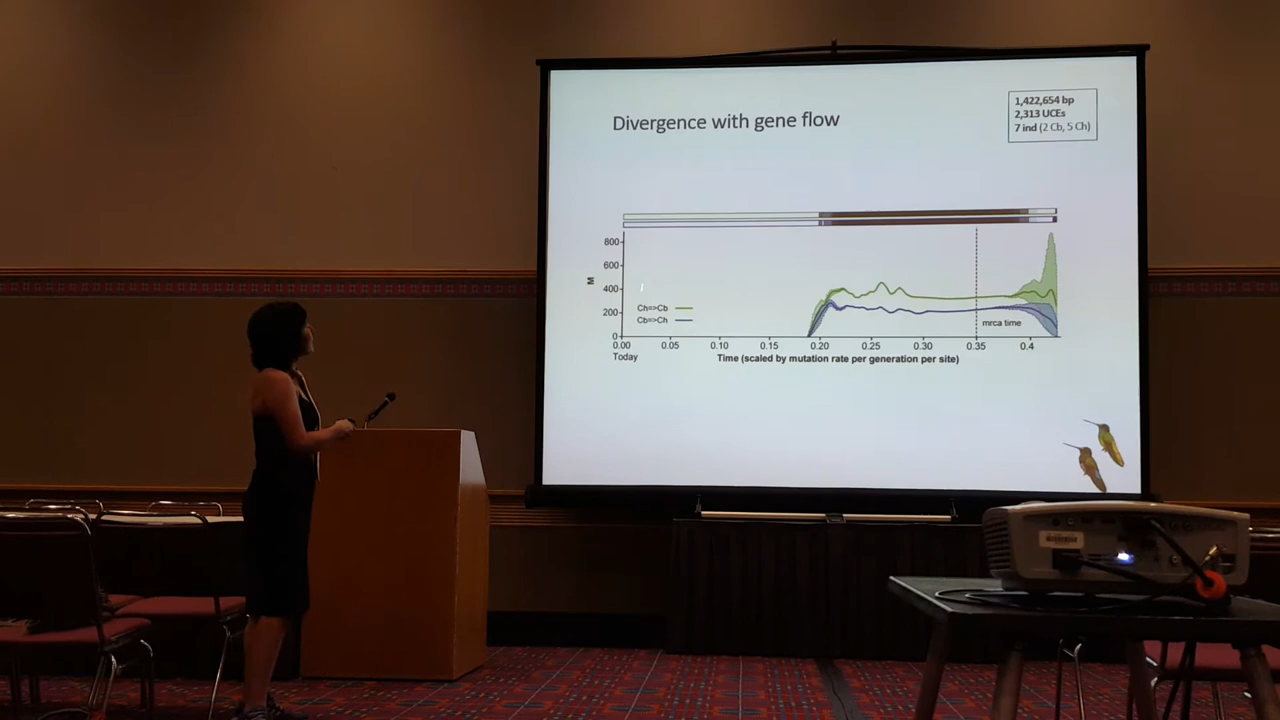 Divergence with gene flow
1,422,654 bp
2,313 UCEs
7 ind (2 Cb, 5 Ch)
800
600
400
200
0
M
Ch=>Cb
Cb=>Ch
mrca time
0.00 0.05 0.10 0.15 0.20 0.25 0.30 0.35 0.4
Today
Time (scaled by mutation rate per generation per site)